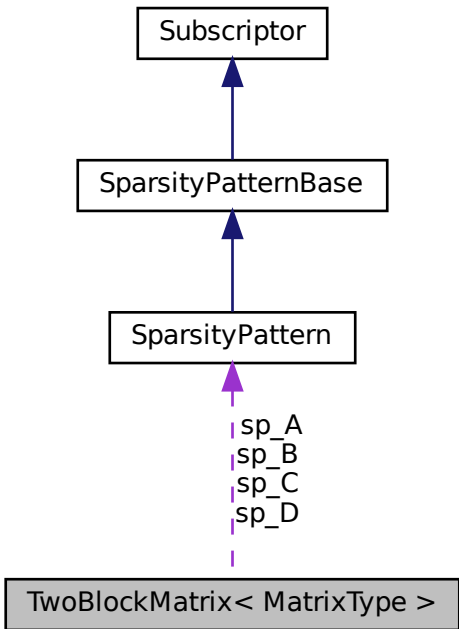 Subscriptor
SparsityPatternBase
SparsityPattern
sp_A
sp_B
sp_C
sp_D
TwoBlockMatrix< MatrixType >